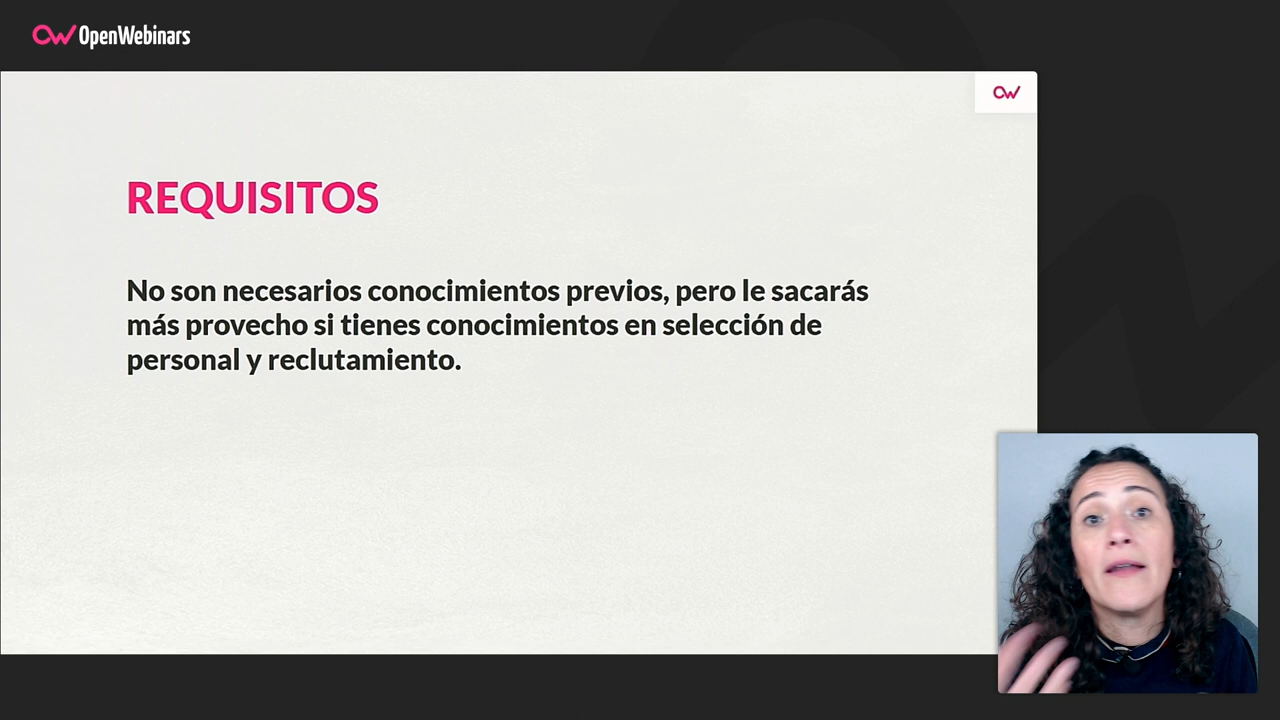 OpenWebinars
REQUISITOS
No son necesarios conocimientos previos, pero le sacarás
más provecho si tienes conocimientos en selección de
personal y reclutamiento.